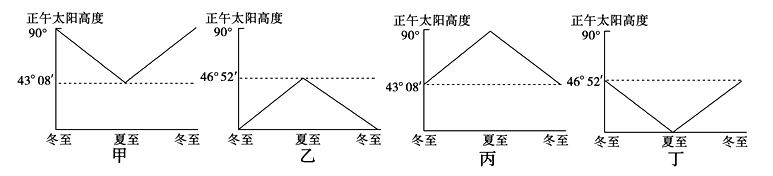 正午太阳高度
90°
43° 08′
冬至 夏至 冬至
甲
正午太阳高度
90°
46° 52′
冬至 夏至 冬至
乙
正午太阳高度
90°
43° 08′
冬至 夏至 冬至
丙
正午太阳高度
90°
46° 52′
冬至 夏至 冬至
丁